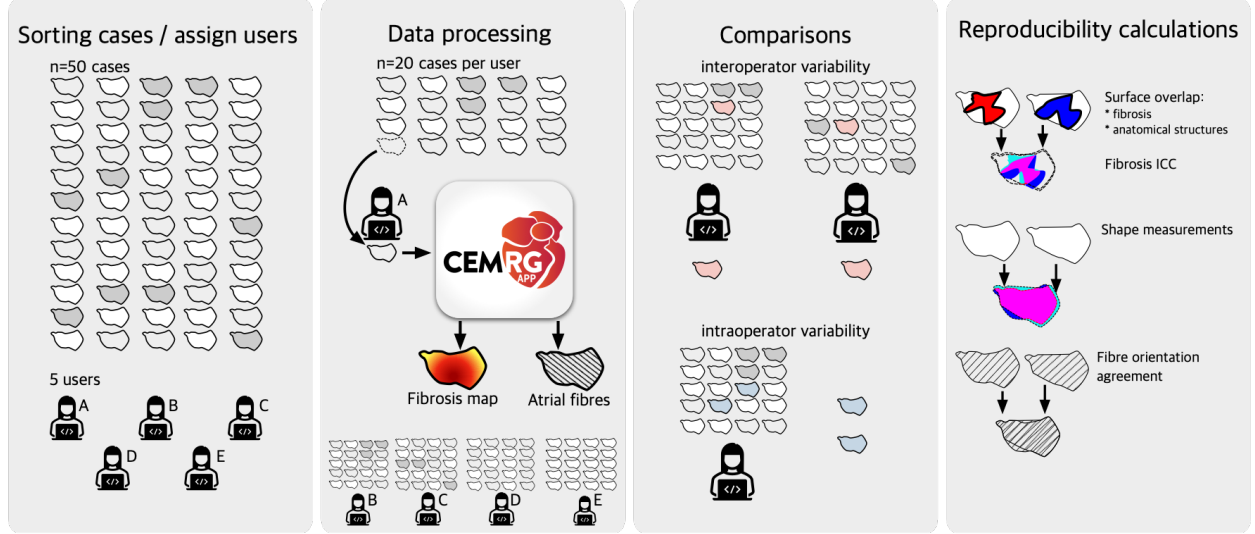 Sorting cases / assign users
n=50 cases
5 users
A
B
C
D
E
</>
</>
</>
</>
</>
Data processing
n=20 cases per user
A
</>
CEMRG
APP
Fibrosis map
Atrial fibres
B
C
D
E
</>
</>
</>
</>
Comparisons
interoperator variability
</>
</>
intraoperator variability
</>
Reproducibility calculations
Surface overlap:
* fibrosis
* anatomical structures
Fibrosis ICC
Shape measurements
Fibre orientation
agreement